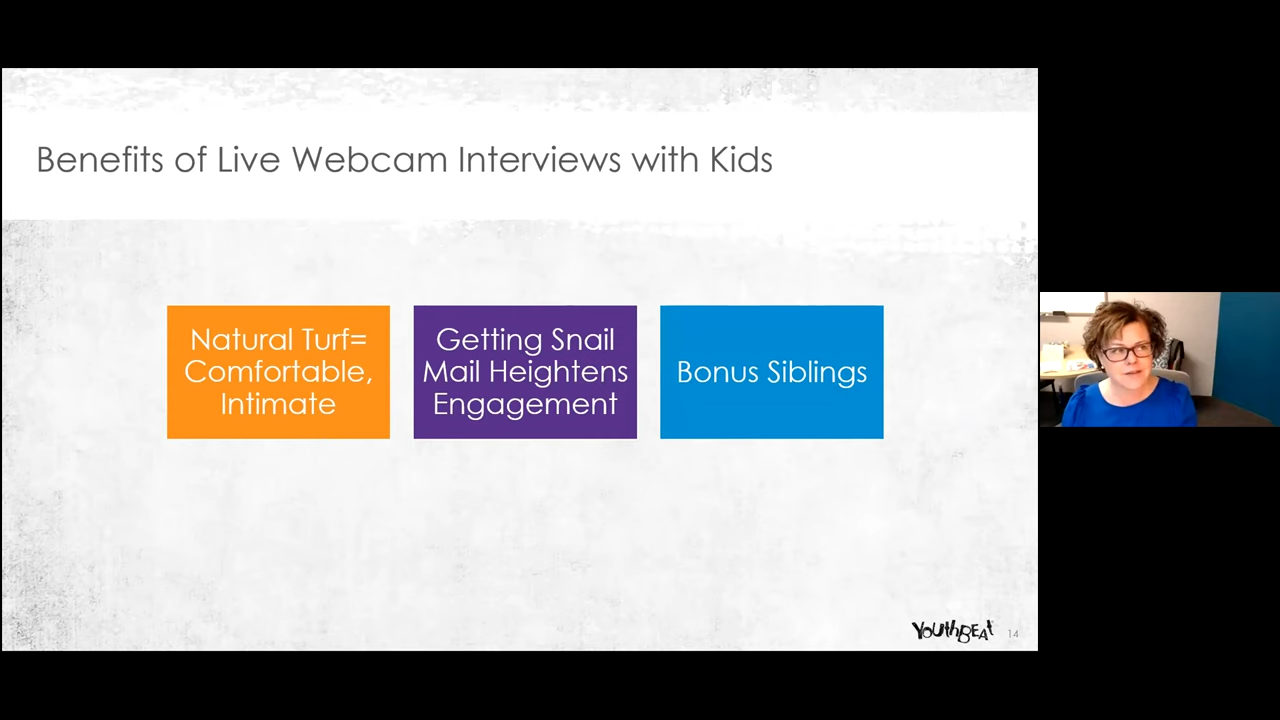 Benefits of Live Webcam Interviews with Kids
Natural Turf=
Comfortable,
Intimate
Getting Snail
Mail Heightens
Engagement
Bonus Siblings
YouthBEAt
14